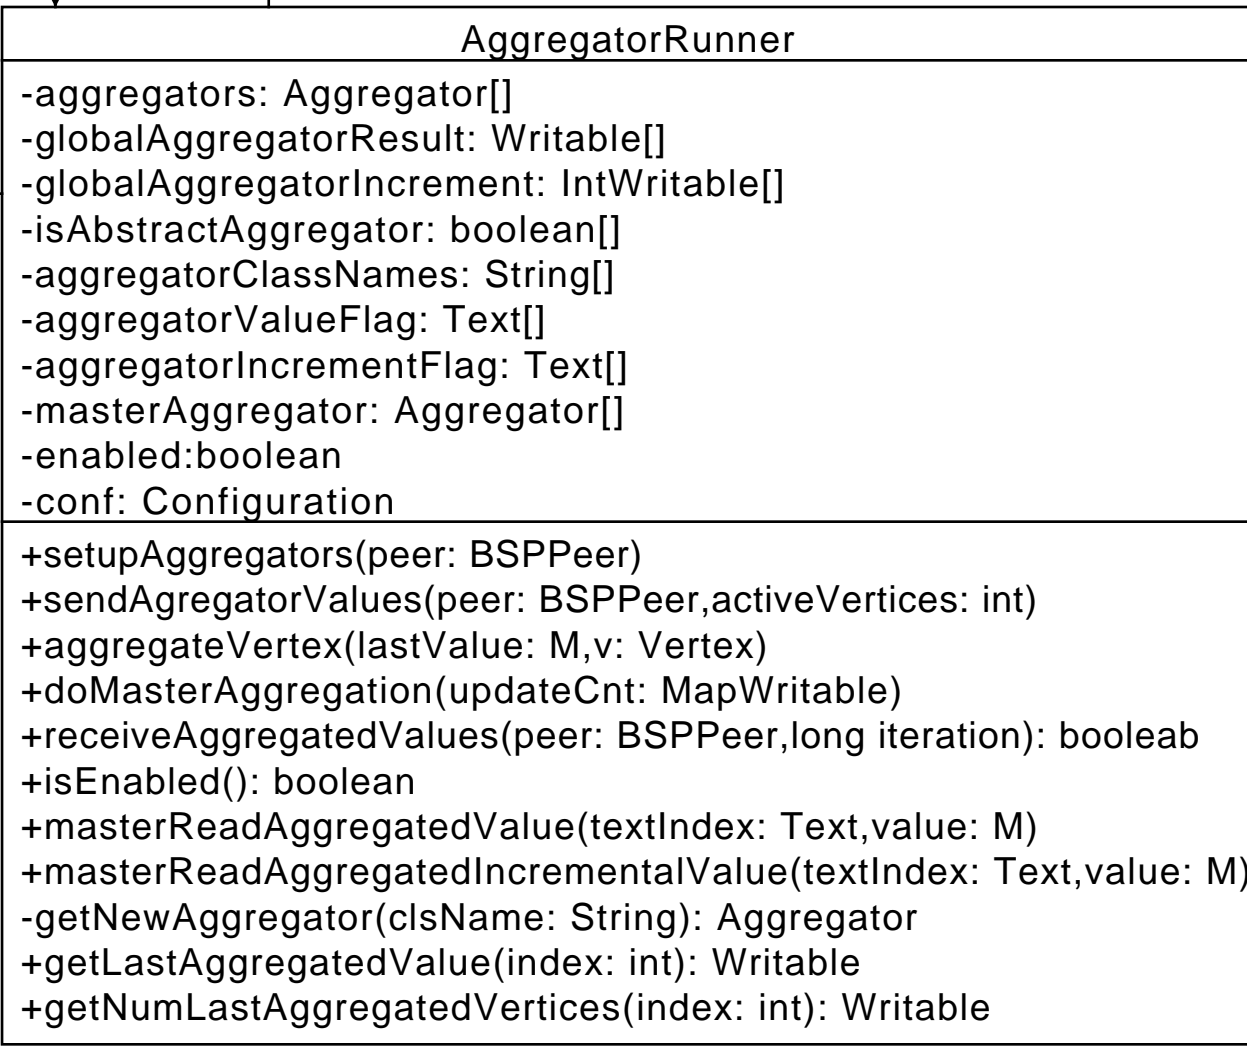 AggregatorRunner
-aggregators: Aggregator[]
-globalAggregatorResult: Writable[]
-globalAggregatorIncrement: IntWritable[]
-isAbstractAggregator: boolean[]
-aggregatorClassNames: String[]
-aggregatorValueFlag: Text[]
-aggregatorIncrementFlag: Text[]
-masterAggregator: Aggregator[]
-enabled:boolean
-conf: Configuration
+setupAggregators(peer: BSPPeer)
+sendAgregatorValues(peer: BSPPeer,activeVertices: int)
+aggregateVertex(lastValue: M,v: Vertex)
+doMasterAggregation(updateCnt: MapWritable)
+receiveAggregatedValues(peer: BSPPeer,long iteration): booleab
+isEnabled(): boolean
+masterReadAggregatedValue(textIndex: Text,value: M)
+masterReadAggregatedIncrementalValue(textIndex: Text,value: M)
-getNewAggregator(clsName: String): Aggregator
+getLastAggregatedValue(index: int): Writable
+getNumLastAggregatedVertices(index: int): Writable